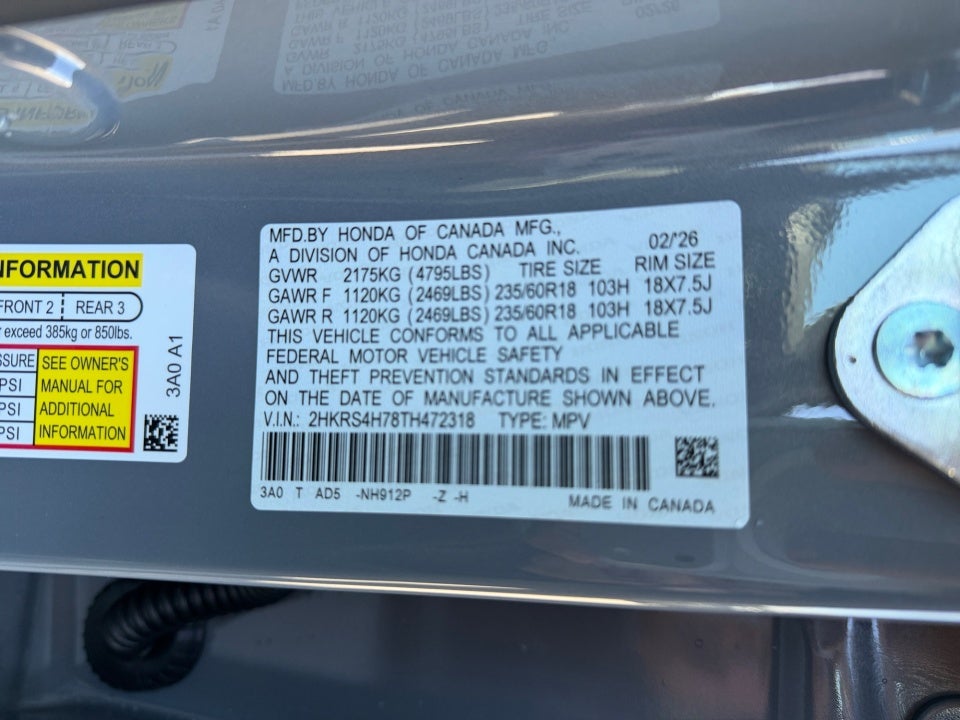 NFORMATION
FRONT 2 REAR 3
exceed 385kg or 850lbs.
SSURE SEE OWNER'S
PSI MANUAL FOR
PSI ADDITIONAL
PSI INFORMATION
3A0 A1
MFD.BY HONDA OF CANADA MFG.,
A DIVISION OF HONDA CANADA INC. 02/'26
GVWR 2175KG (4795LBS) TIRE SIZE RIM SIZE
GAWR F 1120KG (2469LBS) 235/60R18 103H 18X7.5J
GAWR R 1120KG (2469LBS) 235/60R18 103H 18X7.5J
THIS VEHICLE CONFORMS TO ALL APPLICABLE
FEDERAL MOTOR VEHICLE SAFETY
AND THEFT PREVENTION STANDARDS IN EFFECT
ON THE DATE OF MANUFACTURE SHOWN ABOVE.
V.I.N.: 2HKRS4H78TH472318 TYPE: MPV
3A0 T AD5 -NH912P -Z -H MADE IN CANADA